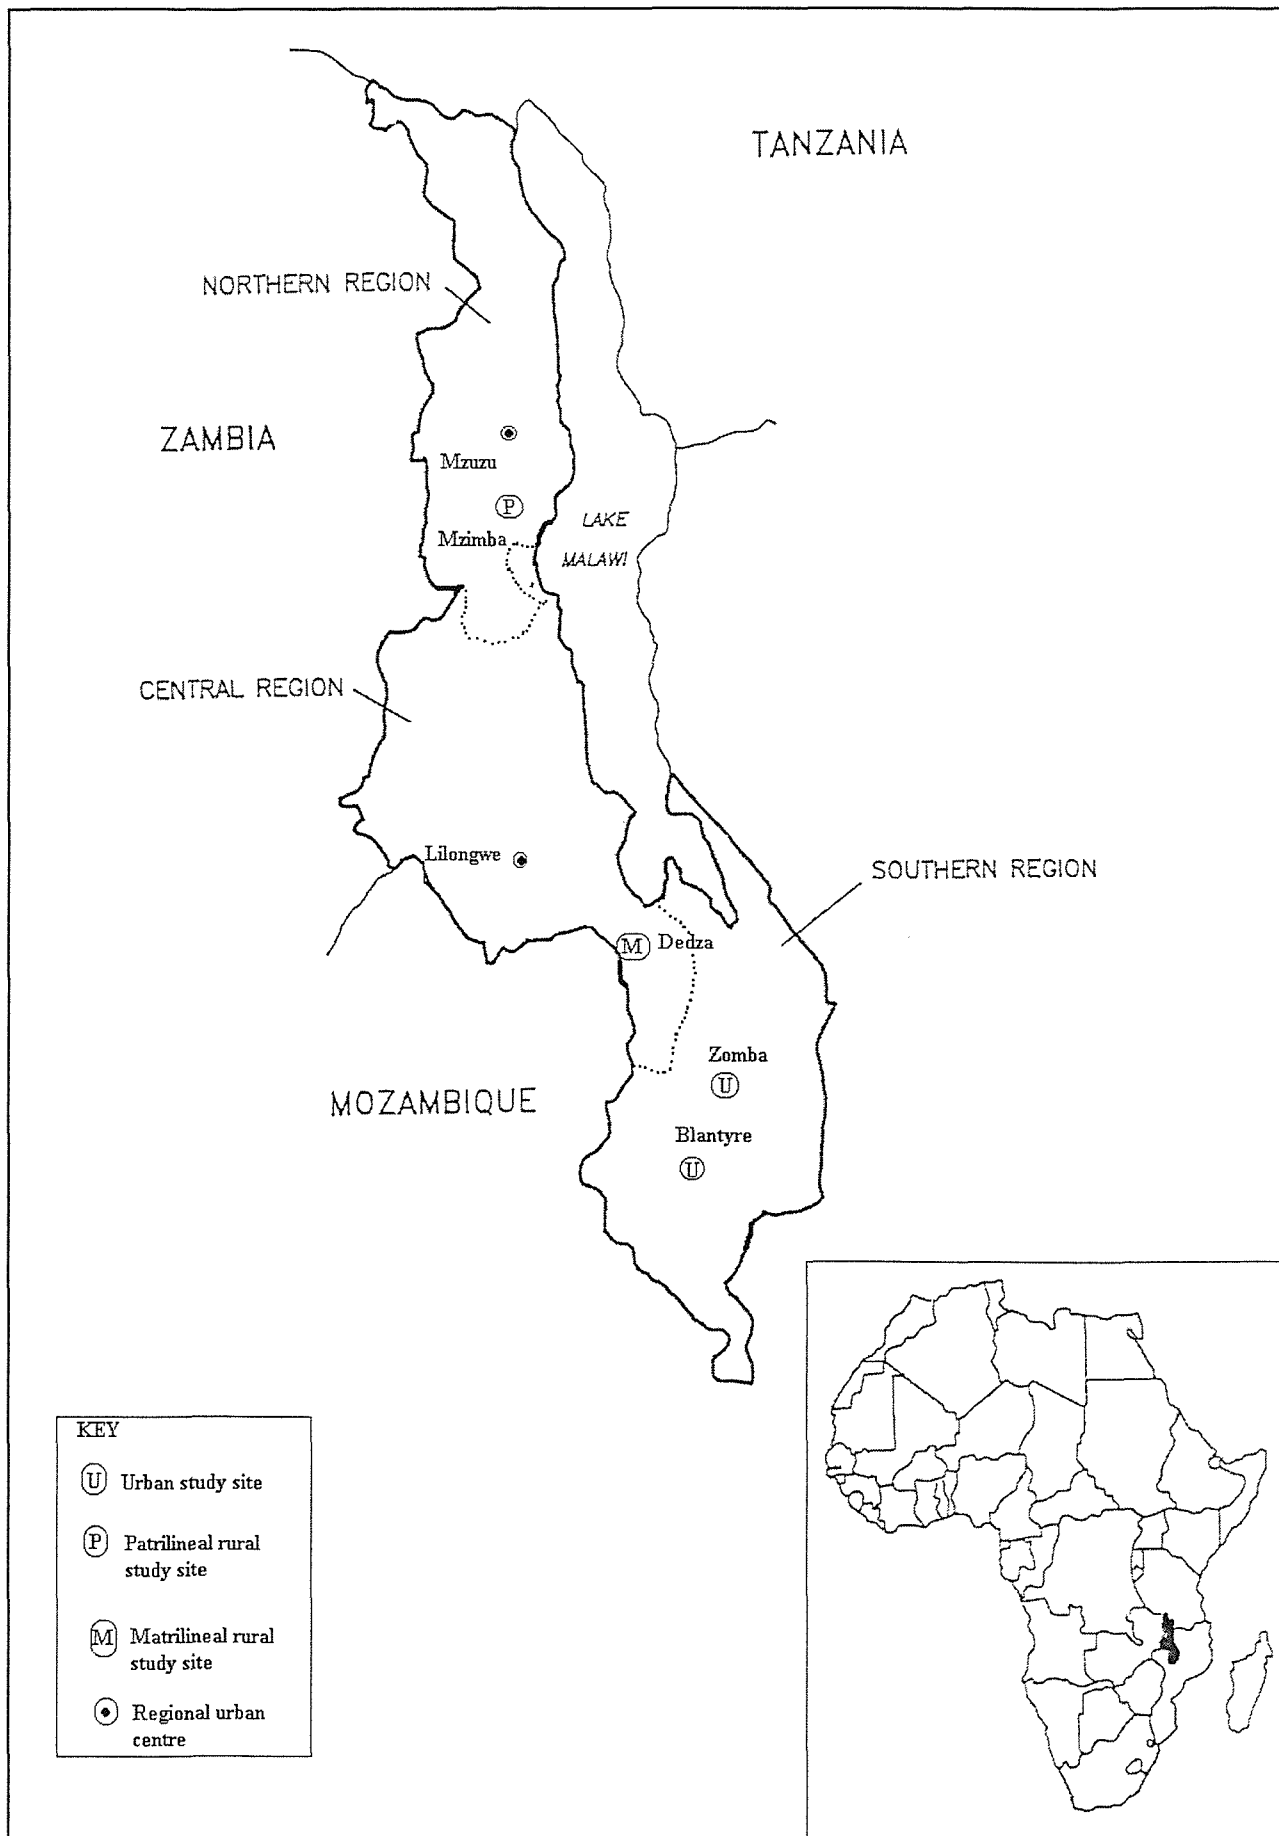 TANZANIA
NORTHERN REGION
ZAMBIA
Mzuzu
P
Mzimba
LAKE
MALAWI
CENTRAL REGION
Lilongwe
SOUTHERN REGION
M Dedza
Zomba
U
MOZAMBIQUE
Blantyre
U
KEY
U Urban study site
P Patrilineal rural
study site
M Matrilineal rural
study site
Regional urban
centre